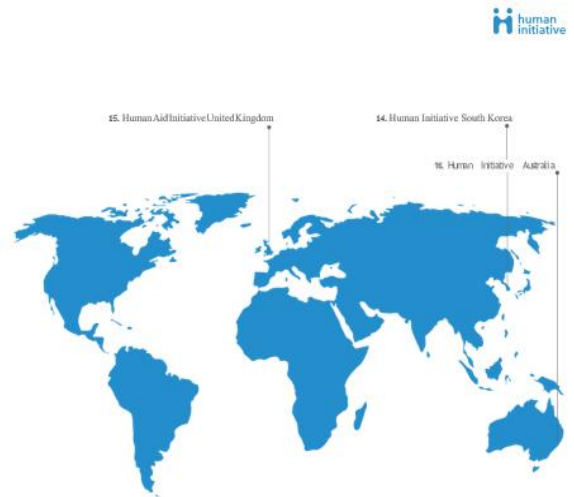 human
initiative
15. Human Aid Initiative United Kingdom
14. Human Initiative South Korea
16. Human Initiative Australia